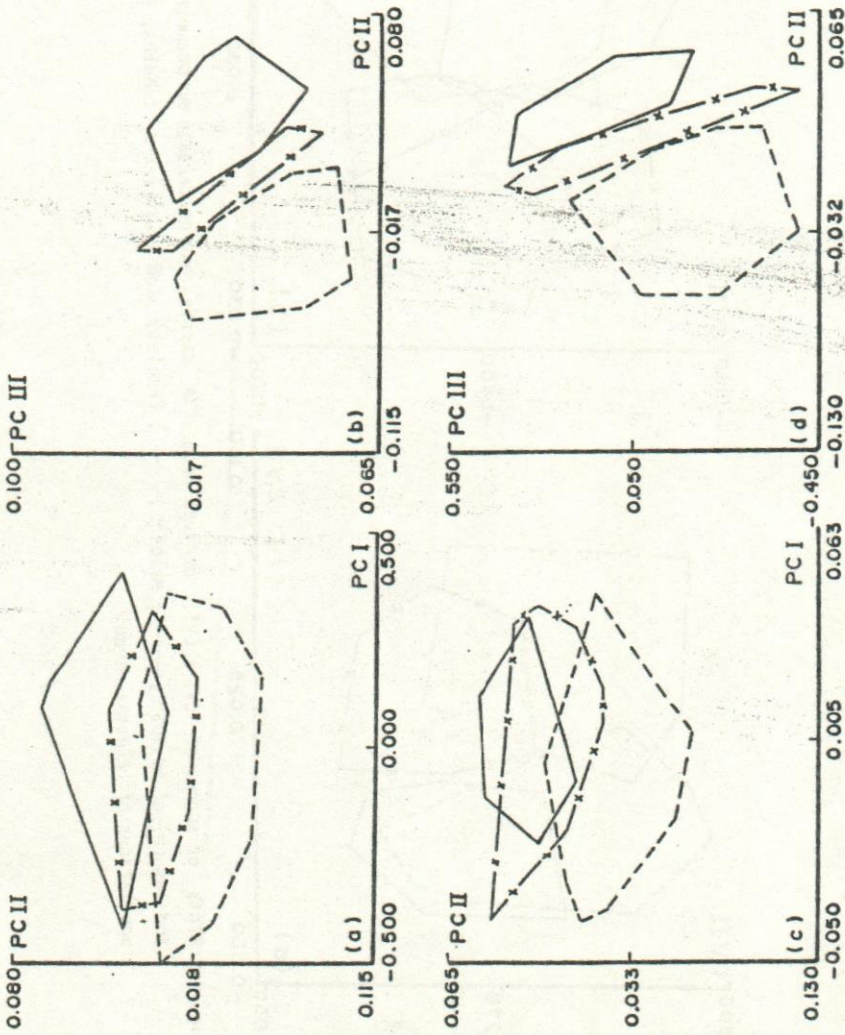 0.080 PC II
0.018
PC I
(a)
0.115
-0.500 0.000 0.500
0.100 PC III
0.017
PC II
(b)
0.065
-0.115 -0.017 0.080
0.065 PC II
0.033
PC I
(c)
0.130
-0.050 0.005 0.063
0.550 PC III
0.050
PC II
(d)
-0.450
-0.130 -0.032 0.065